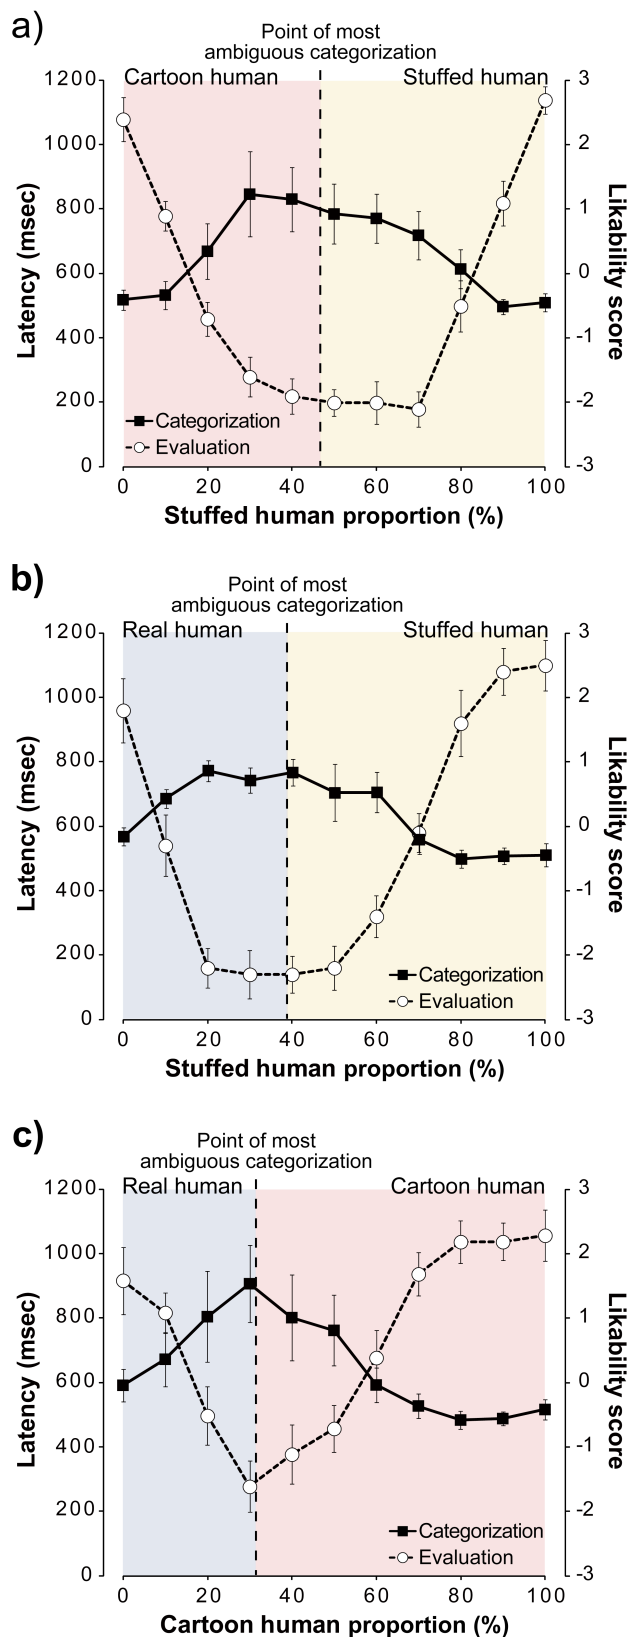 a)
Point of most
ambiguous categorization
Cartoon human Stuffed human
1200 3
1000 2
800 1
600 0
400 -1
200 -2
0 -3
Latency (msec)
Likability score
Categorization
Evaluation
0 20 40 60 80 100
Stuffed human proportion (%)
b)
Point of most
ambiguous categorization
Real human Stuffed human
1200 3
1000 2
800 1
600 0
400 -1
200 -2
0 -3
Latency (msec)
Likability score
Categorization
Evaluation
0 20 40 60 80 100
Stuffed human proportion (%)
c)
Point of most
ambiguous categorization
Real human Cartoon human
1200 3
1000 2
800 1
600 0
400 -1
200 -2
0 -3
Latency (msec)
Likability score
Categorization
Evaluation
0 20 40 60 80 100
Cartoon human proportion (%)